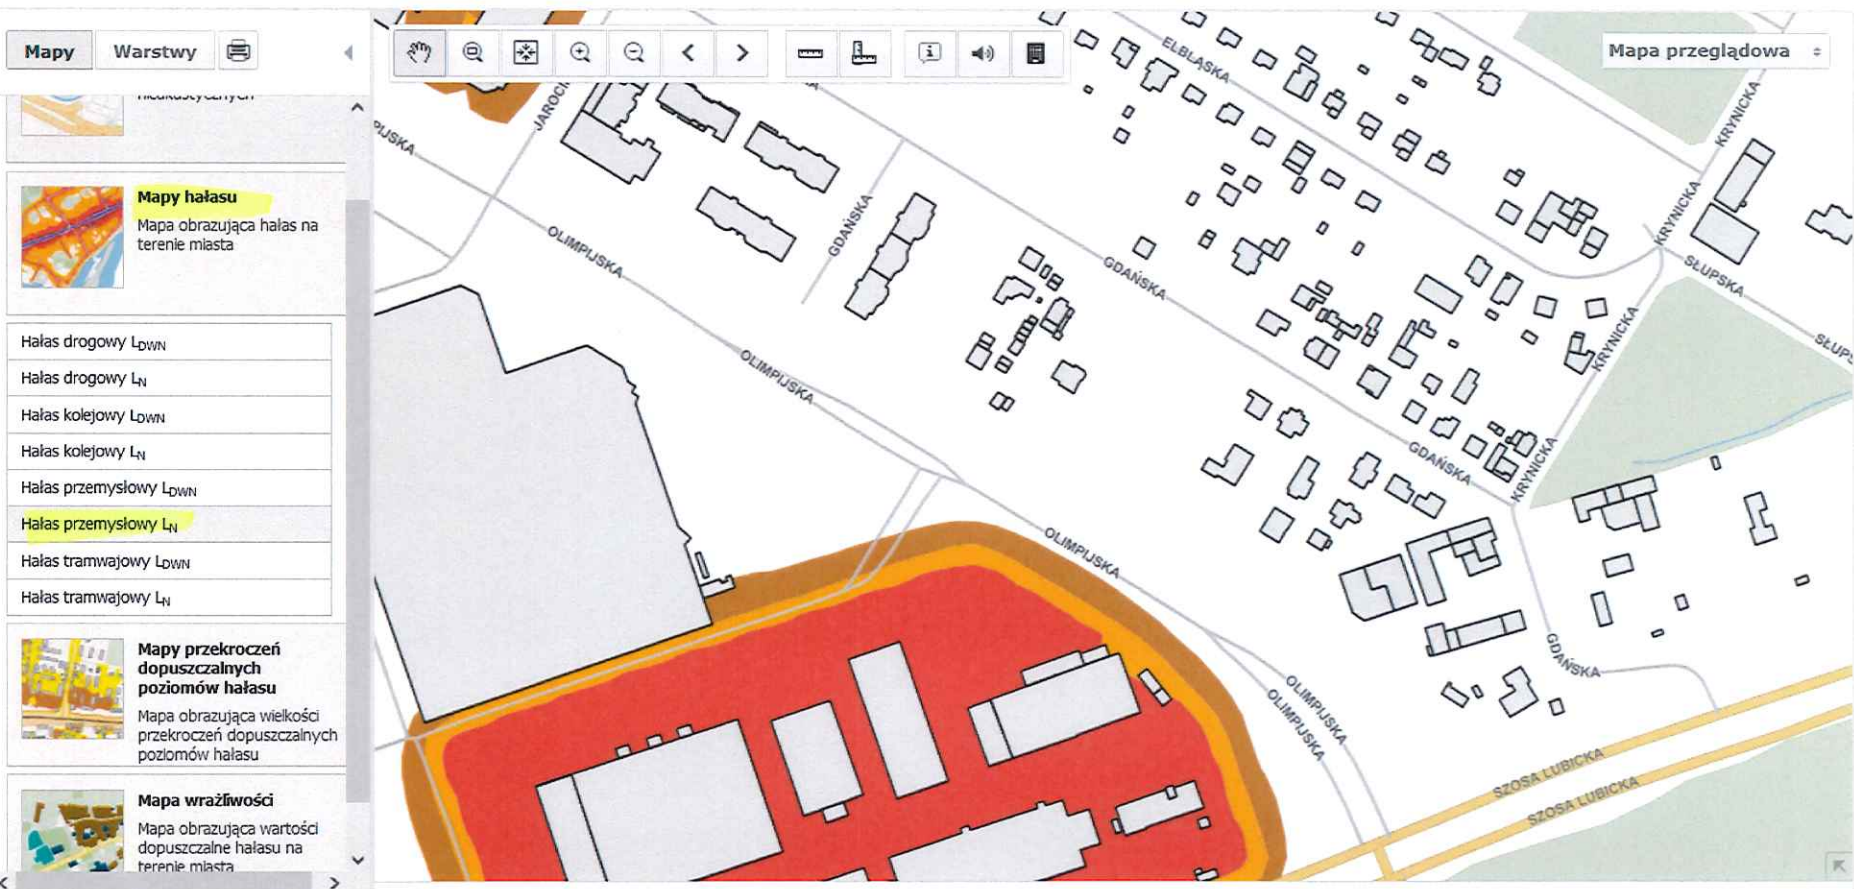 Mapy
Warstwy
Mapa przeglądowa
Mapy hałasu
Mapa obrazująca hałas na
terenie miasta
Hałas drogowy LDWN
Hałas drogowy LN
Hałas kolejowy LDWN
Hałas kolejowy LN
Hałas przemysłowy LDWN
Hałas przemysłowy LN
Hałas tramwajowy LDWN
Hałas tramwajowy LN
Mapy przekroczeń
dopuszczalnych
poziomów hałasu
Mapa obrazująca wielkości
przekroczeń dopuszczalnych
poziomów hałasu
Mapa wrażliwości
Mapa obrazująca wartości
dopuszczalne hałasu na
terenie miasta
ELBLĄSKA
KRYNICKA
PIJSKA
JAROCI
GDAŃSKA
KRYNICKA
OLIMPIJSKA
GDAŃSKA
SŁUPSKA
KRYNICKA
SŁUPS
OLIMPIJSKA
GDAŃSKA
KRYNICKA
OLIMPIJSKA
GDAŃSKA
OLIMPIJSKA
OLIMPIJSKA
SZOSA LUBICKA
SZOSA LUBICKA